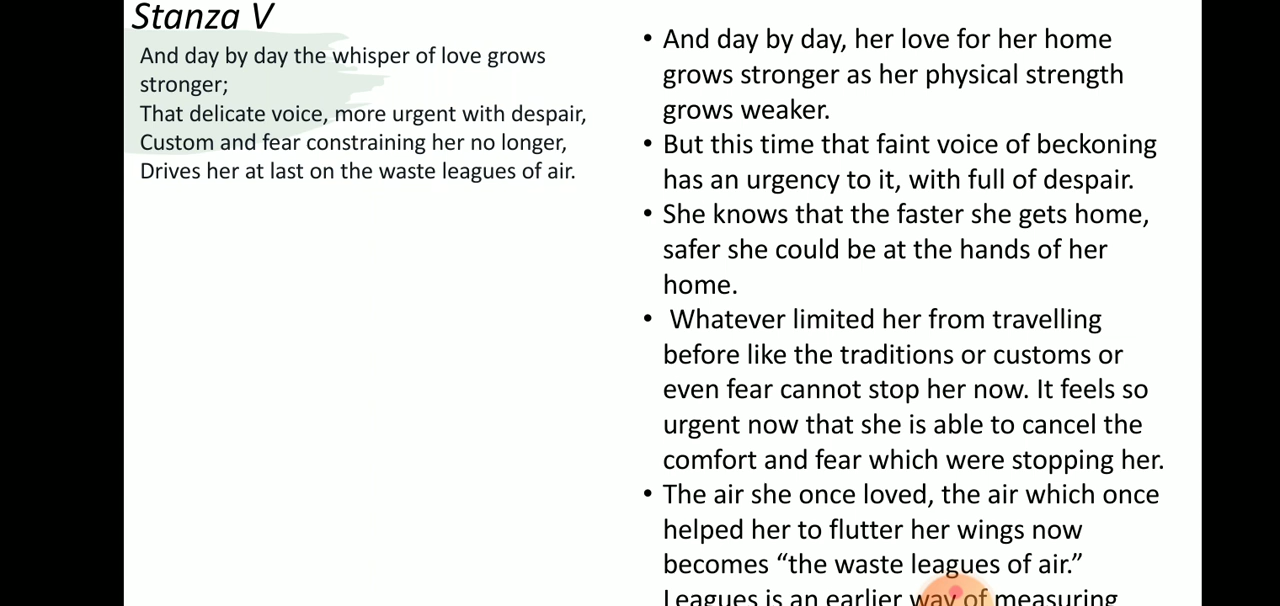 Stanza V
And day by day the whisper of love grows
stronger;
That delicate voice, more urgent with despair,
Custom and fear constraining her no longer,
Drives her at last on the waste leagues of air.
• And day by day, her love for her home
grows stronger as her physical strength
grows weaker.
• But this time that faint voice of beckoning
has an urgency to it, with full of despair.
• She knows that the faster she gets home,
safer she could be at the hands of her
home.
• Whatever limited her from travelling
before like the traditions or customs or
even fear cannot stop her now. It feels so
urgent now that she is able to cancel the
comfort and fear which were stopping her.
• The air she once loved, the air which once
helped her to flutter her wings now
becomes “the waste leagues of air.”
Leagues is an earlier way of measuring